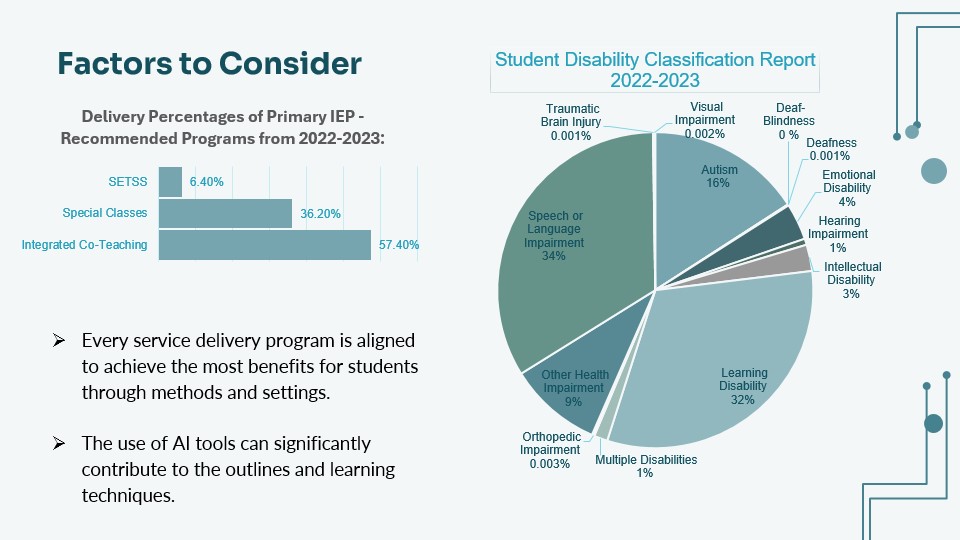 Factors to Consider
Delivery Percentages of Primary IEP -
Recommended Programs from 2022-2023:
SETSS
6.40%
Special Classes
36.20%
Integrated Co-Teaching
57.40%
➢ Every service delivery program is aligned
to achieve the most benefits for students
through methods and settings.
➢ The use of AI tools can significantly
contribute to the outlines and learning
techniques.
Student Disability Classification Report
2022-2023
Traumatic
Brain Injury
0.001%
Visual
Impairment
0.002%
Deaf-
Blindness
0 %
Deafness
0.001%
Autism
16%
Emotional
Disability
4%
Hearing
Impairment
1%
Intellectual
Disability
3%
Speech or
Language
Impairment
34%
Learning
Disability
32%
Other Health
Impairment
9%
Orthopedic
Impairment
0.003%
Multiple Disabilities
1%